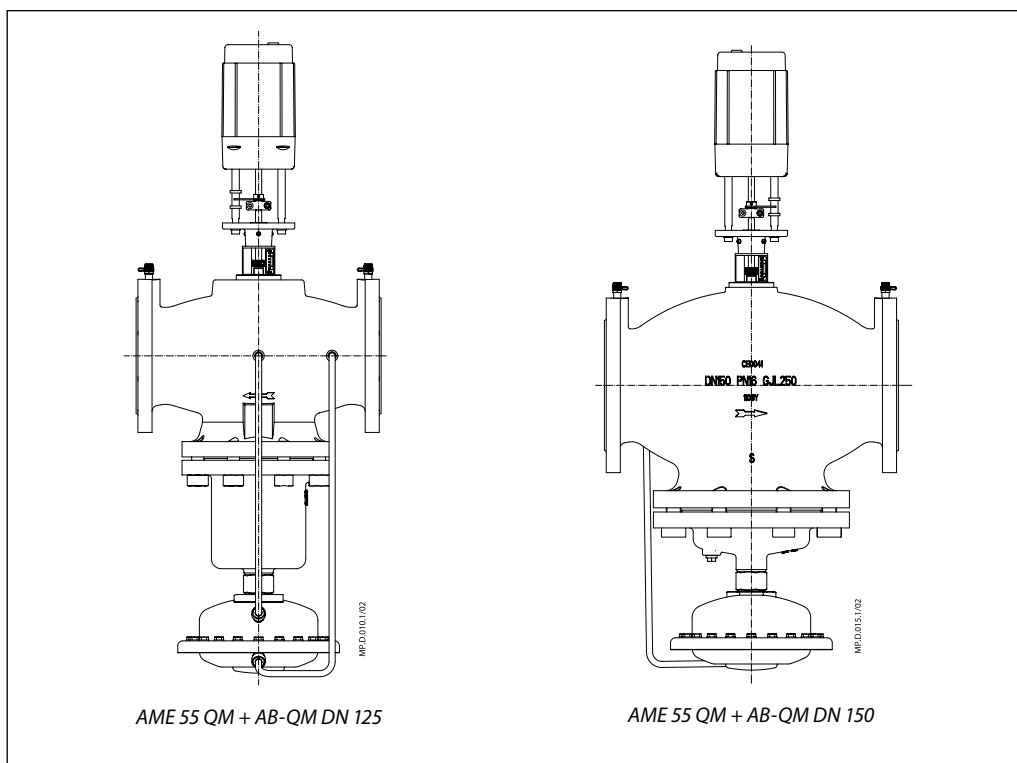 CE0041
DN150 PN16 GJL250
S
MP.D.010.1/02
MP.D.015.1/02
AME 55 QM + AB-QM DN 125
AME 55 QM + AB-QM DN 150